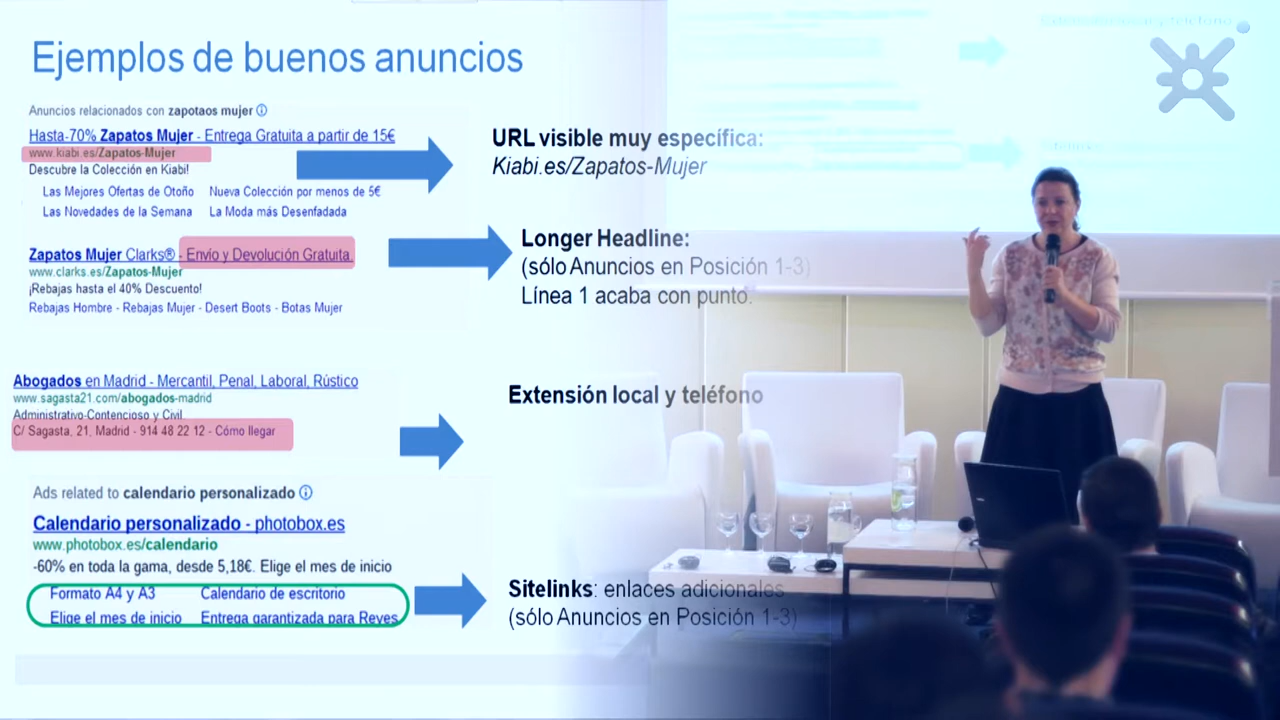 Ejemplos de buenos anuncios
Anuncios relacionados con zapotaos mujer
Hasta-70% Zapatos Mujer - Entrega Gratuita a partir de 15€
www.kiabi.es/Zapatos-Mujer
Descubre la Colección en Kiabi!
Las Mejores Ofertas de Otoño Nueva Colección por menos de 5€
Las Novedades de la Semana La Moda más Desenfadada
URL visible muy específica:
Kiabi.es/Zapatos-Mujer
Zapatos Mujer Clarks® - Envío y Devolución Gratuita.
www.clarks.es/Zapatos-Mujer
¡Rebajas hasta el 40% Descuento!
Rebajas Hombre - Rebajas Mujer - Desert Boots - Botas Mujer
Longer Headline:
(sólo Anuncios en Posición 1-3)
Línea 1 acaba con punto.
Abogados en Madrid - Mercantil, Penal, Laboral, Rústico
www.sagasta21.com/abogados-madrid
Administrativo-Contencioso y Civil
C/ Sagasta, 21, Madrid - 914 48 22 12 - Cómo llegar
Extensión local y teléfono
Ads related to calendario personalizado
Calendario personalizado - photobox.es
www.photobox.es/calendario
-60% en toda la gama, desde 5,18€. Elige el mes de inicio
Formato A4 y A3 Calendario de escritorio
Elige el mes de inicio Entrega garantizada para Reyes
Sitelinks: enlaces adicionales
(sólo Anuncios en Posición 1-3)